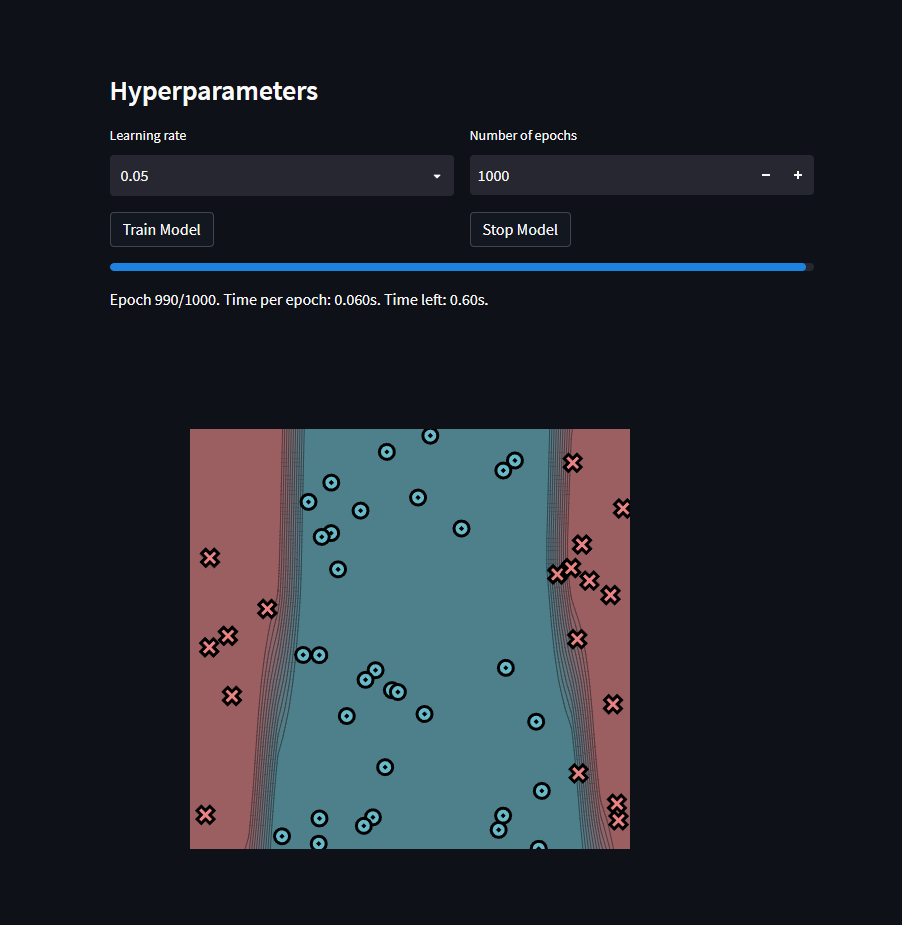 Hyperparameters
Learning rate
Number of epochs
0.05
1000
Train Model
Stop Model
Epoch 990/1000. Time per epoch: 0.060s. Time left: 0.60s.